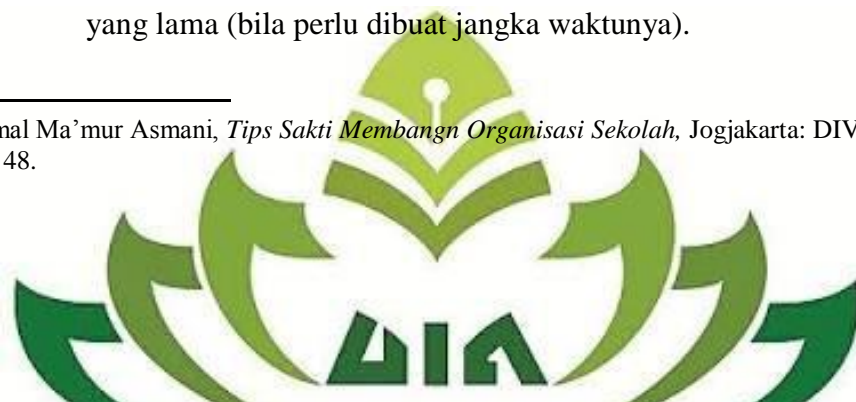 yang lama (bila perlu dibuat jangka waktunya).
mal Ma’mur Asmani, Tips Sakti Membangn Organisasi Sekolah, Jogjakarta: DIV
48.
UIN